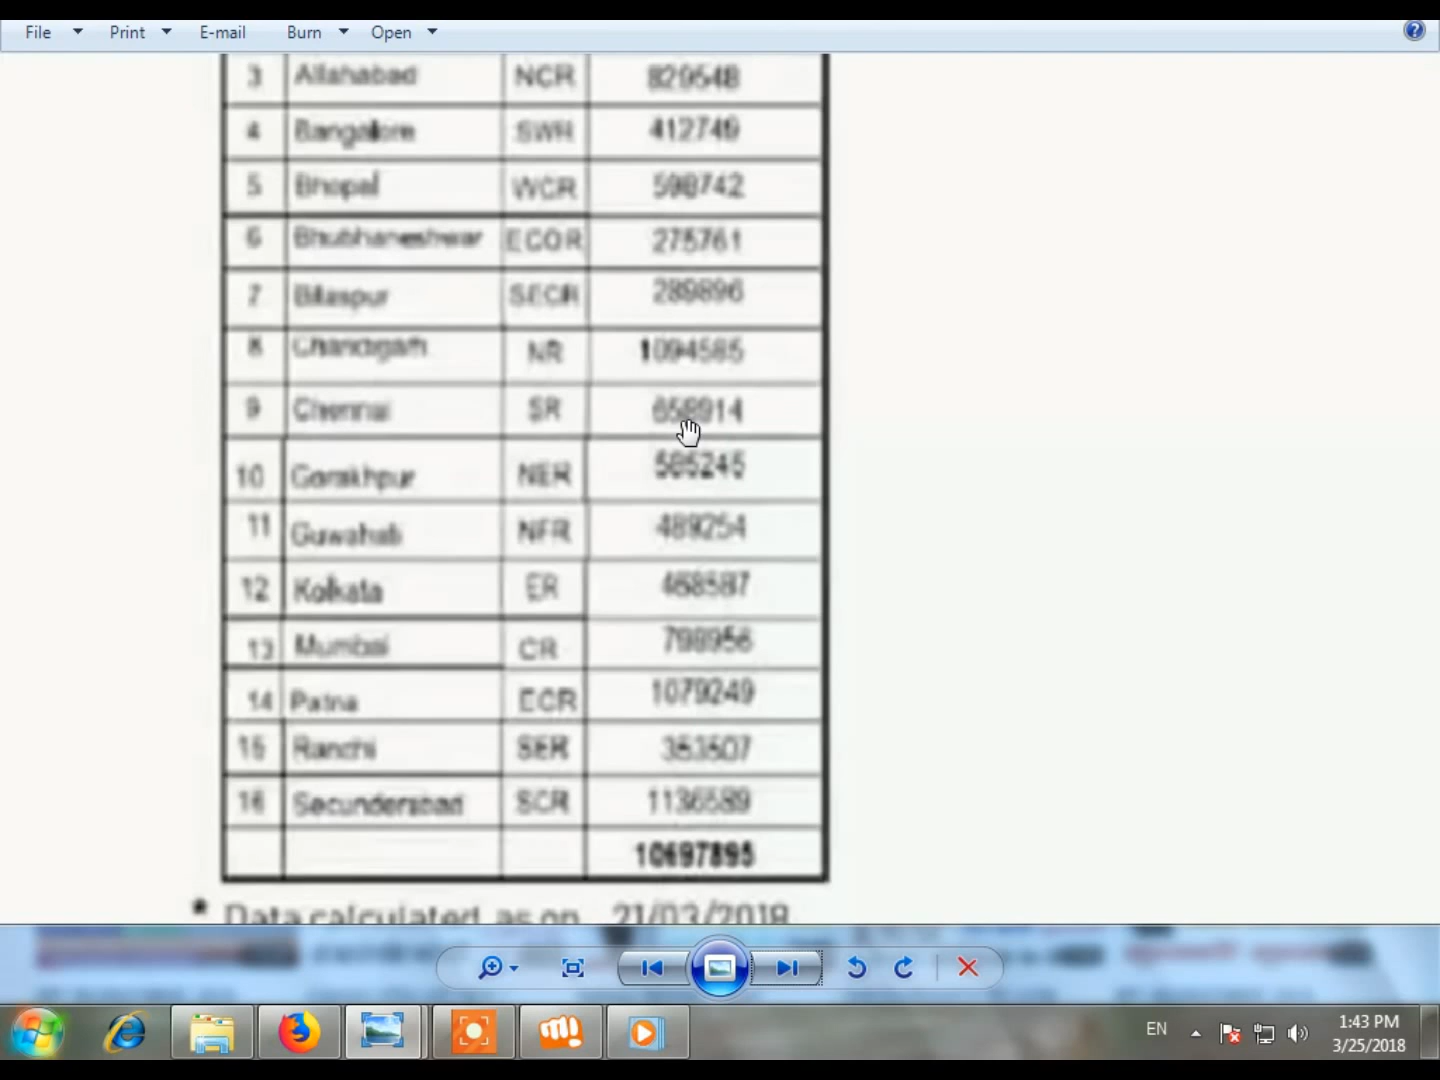 File Print E-mail Burn Open
3 Allahabad NCR 829548
4 Bangalore SWR 412749
5 Bhopal WCR 598742
6 Bhubhaneshwar ECOR 275761
7 Bilaspur SECR 289896
8 Chandigarh NR 1094585
9 Chennai SR 658914
10 Gorakhpur NER 585245
11 Guwahati NFR 489254
12 Kolkata ER 468587
13 Mumbai CR 798956
14 Patna ECR 1079249
15 Ranchi SER 353507
16 Secunderabad SCR 1136589
10697895
* Data calculated as on 21/03/2018
EN
1:43 PM
3/25/2018